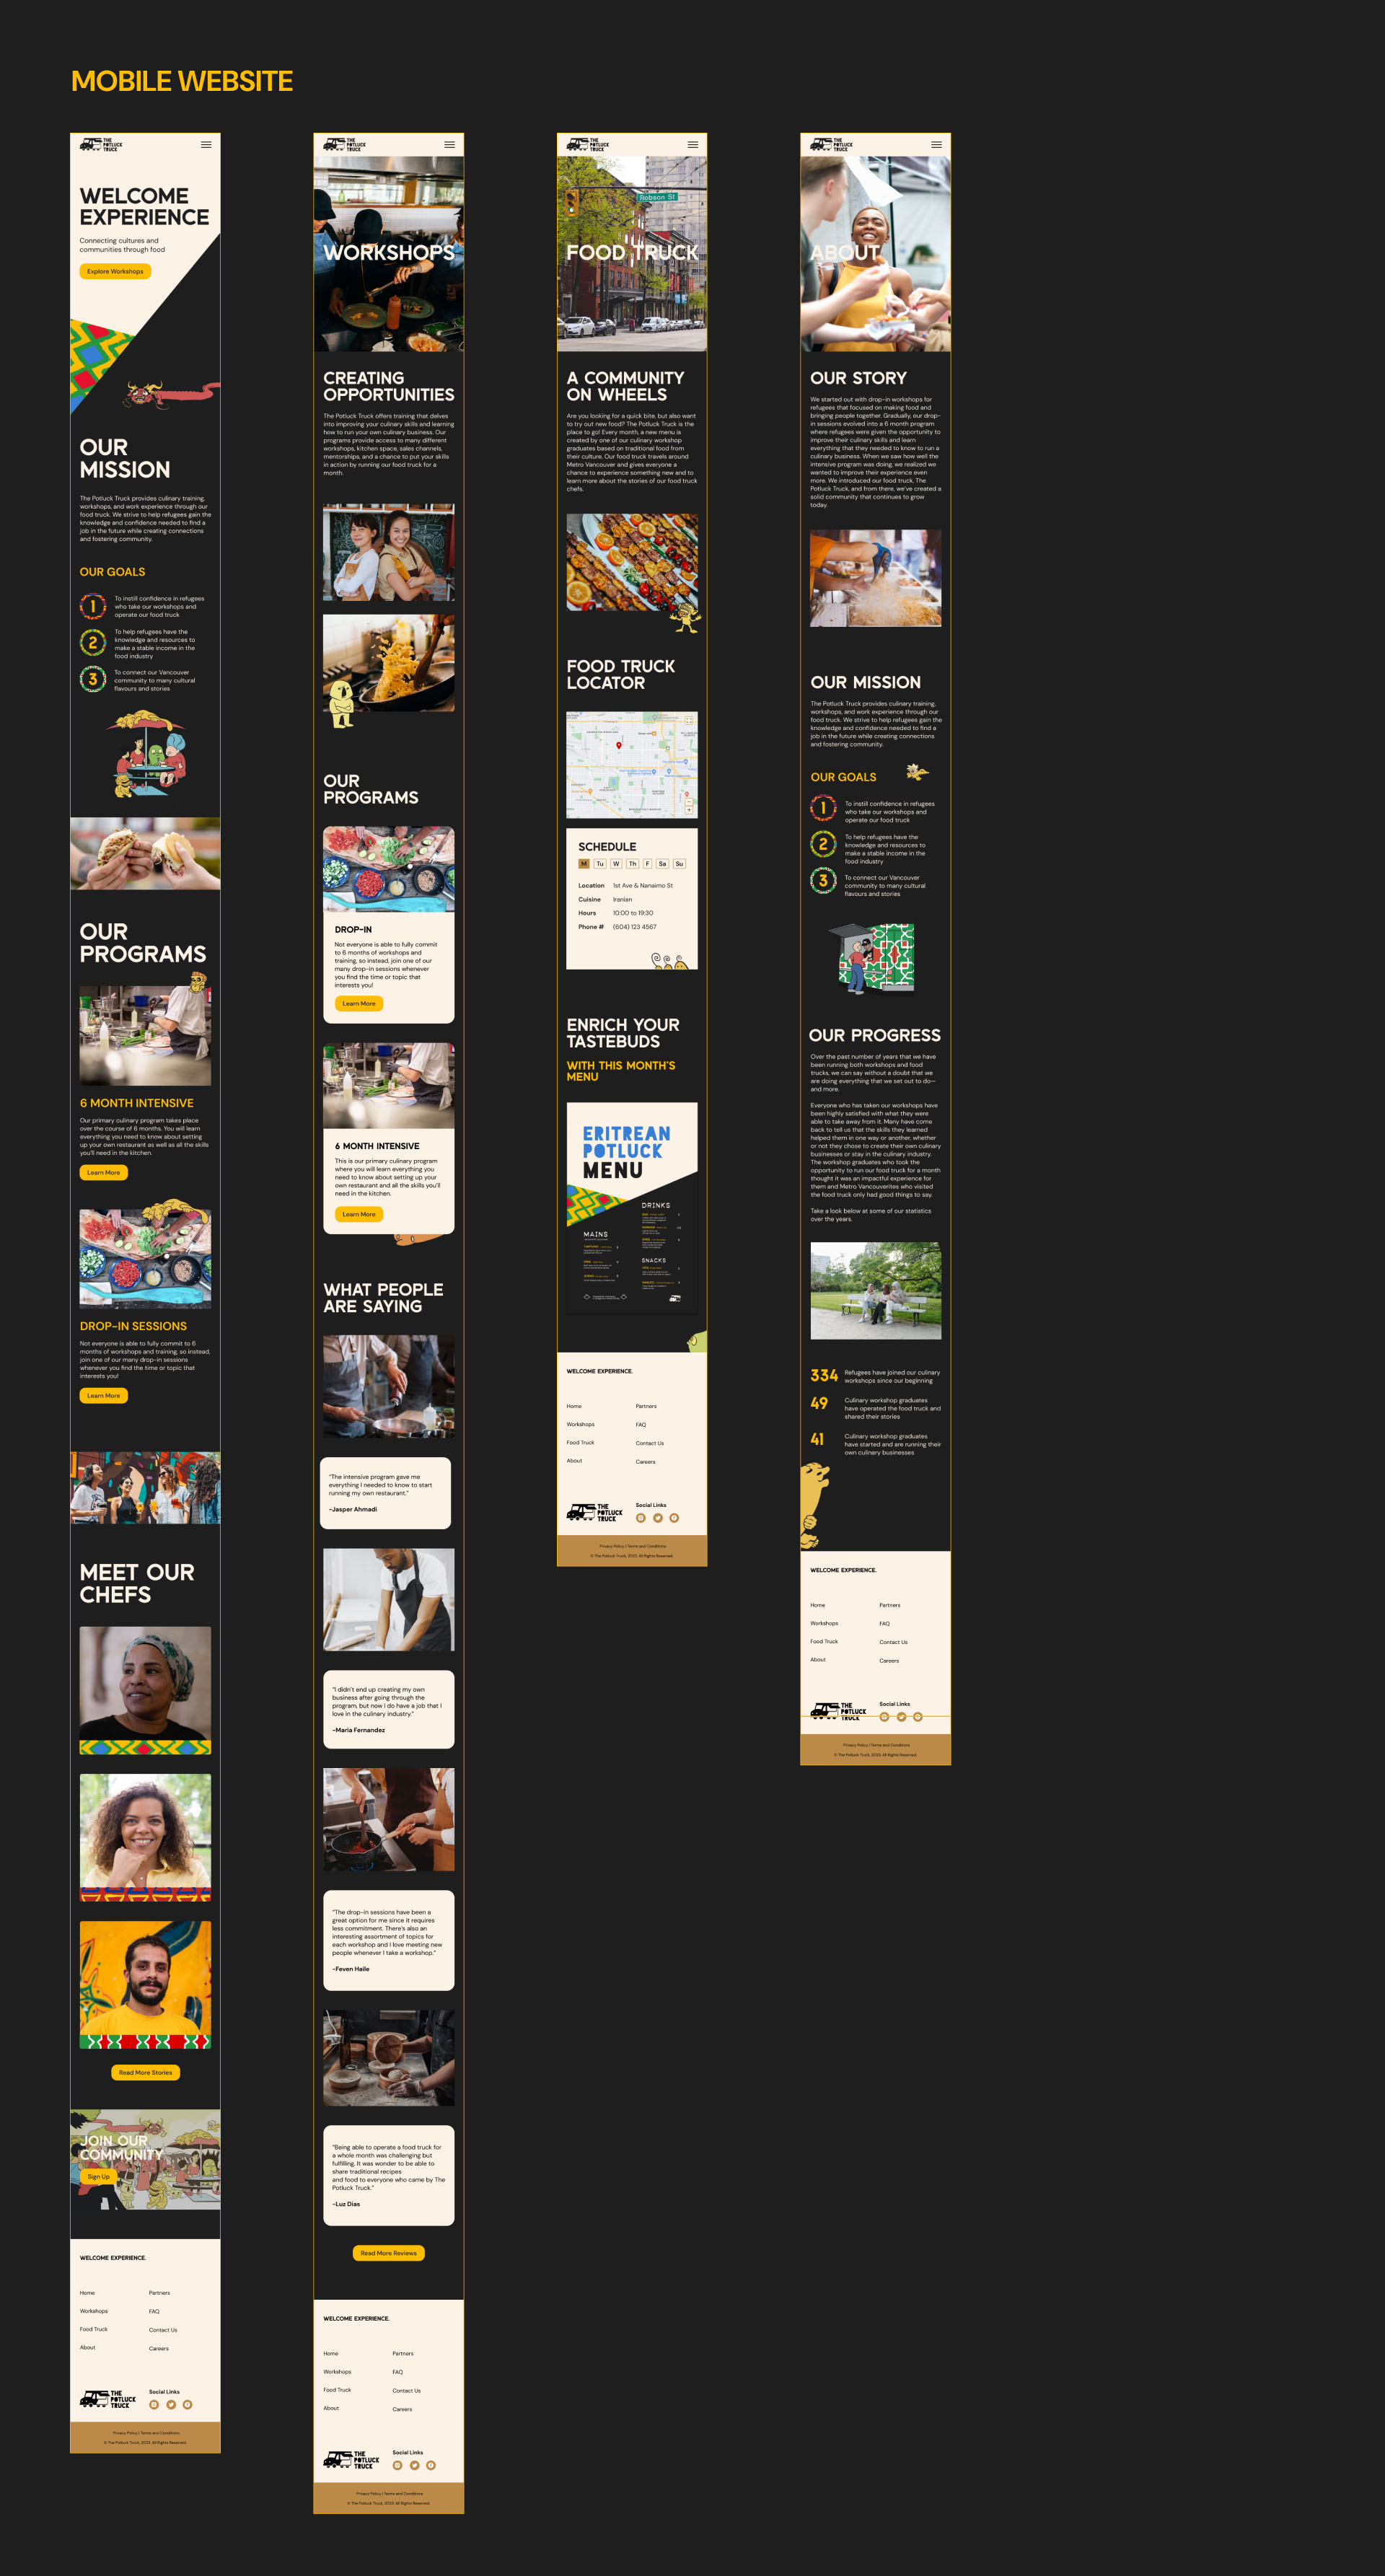 MOBILE WEBSITE
THE
POTLUCK
TRUCK
WELCOME
EXPERIENCE
Connecting cultures and
communities through food
Explore Workshops
OUR
MISSION
The Potluck Truck provides culinary training,
workshops, and work experience through our
food truck. We strive to help refugees gain the
knowledge and confidence needed to find a
job in the future while creating connections
and fostering community.
OUR GOALS
1
To instill confidence in refugees
who take our workshops and
operate our food truck
2
To help refugees have the
knowledge and resources to
make a stable income in the
food industry
3
To connect our Vancouver
community to many cultural
flavours and stories
OUR
PROGRAMS
6 MONTH INTENSIVE
Our primary culinary program takes place
over the course of 6 months. You will learn
everything you need to know about setting
up your own restaurant as well as all the skills
you'll need in the kitchen.
Learn More
DROP-IN SESSIONS
Not everyone is able to fully commit to 6
months of workshops and training, so instead,
join one of our many drop-in sessions
whenever you find the time or topic that
interests you!
Learn More
MEET OUR
CHEFS
Read More Stories
JOIN OUR
COMMUNITY
Sign Up
WELCOME EXPERIENCE.
Home
Partners
Workshops
FAQ
Food Truck
Contact Us
About
Careers
THE
POTLUCK
TRUCK
Social Links
Privacy Policy | Terms and Conditions
© The Potluck Truck, 2023. All Rights Reserved.
THE
POTLUCK
TRUCK
WORKSHOPS
CREATING
OPPORTUNITIES
The Potluck Truck offers training that delves
into improving your culinary skills and learning
how to run your own culinary business. Our
programs provide access to many different
workshops, kitchen space, sales channels,
mentorships, and a chance to put your skills
in action by running our food truck for a
month.
OUR
PROGRAMS
DROP-IN
Not everyone is able to fully commit
to 6 months of workshops and
training, so instead, join one of our
many drop-in sessions whenever
you find the time or topic that
interests you!
Learn More
6 MONTH INTENSIVE
This is our primary culinary program
where you will learn everything you
need to know about setting up your
own restaurant and all the skills you'll
need in the kitchen.
Learn More
WHAT PEOPLE
ARE SAYING
"The intensive program gave me
everything I needed to know to start
running my own restaurant."
-Jasper Ahmadi
"I didn't end up creating my own
business after going through the
program, but now I do have a job that I
love in the culinary industry."
-Maria Fernandez
"The drop-in sessions have been a
great option for me since it requires
less commitment. There's also an
interesting assortment of topics for
each workshop and I love meeting new
people whenever I take a workshop."
-Feven Haile
"Being able to operate a food truck for
a whole month was challenging but
fulfilling. It was wonder to be able to
share traditional recipes
and food to everyone who came by The
Potluck Truck."
-Luz Dias
Read More Reviews
WELCOME EXPERIENCE.
Home
Partners
Workshops
FAQ
Food Truck
Contact Us
About
Careers
THE
POTLUCK
TRUCK
Social Links
Privacy Policy | Terms and Conditions
© The Potluck Truck, 2023. All Rights Reserved.
THE
POTLUCK
TRUCK
Robson St
FOOD TRUCK
A COMMUNITY
ON WHEELS
Are you looking for a quick bite, but also want
to try out new food? The Potluck Truck is the
place to go! Every month, a new menu is
created by one of our culinary workshop
graduates based on traditional food from
their culture. Our food truck travels around
Metro Vancouver and gives everyone a
chance to experience something new and to
learn more about the stories of our food truck
chefs.
FOOD TRUCK
LOCATOR
SCHEDULE
M Tu W Th F Sa Su
Location 1st Ave & Nanaimo St
Cuisine Iranian
Hours 10:00 to 19:30
Phone # (604) 123 4567
ENRICH YOUR
TASTEBUDS
WITH THIS MONTH'S
MENU
ERITREAN
POTLUCK
MENU
DRINKS
MAINS
SNACKS
WELCOME EXPERIENCE.
Home
Partners
Workshops
FAQ
Food Truck
Contact Us
About
Careers
THE
POTLUCK
TRUCK
Social Links
Privacy Policy | Terms and Conditions
© The Potluck Truck, 2023. All Rights Reserved.
THE
POTLUCK
TRUCK
ABOUT
OUR STORY
We started out with drop-in workshops for
refugees that focused on making food and
bringing people together. Gradually, our drop-
in sessions evolved into a 6 month program
where refugees were given the opportunity to
improve their culinary skills and learn
everything that they needed to know to run a
culinary business. When we saw how well the
intensive program was doing, we realized we
wanted to improve their experience even
more. We introduced our food truck, The
Potluck Truck, and from there, we've created a
solid community that continues to grow
today.
OUR MISSION
The Potluck Truck provides culinary training,
workshops, and work experience through our
food truck. We strive to help refugees gain the
knowledge and confidence needed to find a
job in the future while creating connections
and fostering community.
OUR GOALS
1
To instill confidence in refugees
who take our workshops and
operate our food truck
2
To help refugees have the
knowledge and resources to
make a stable income in the
food industry
3
To connect our Vancouver
community to many cultural
flavours and stories
OUR PROGRESS
Over the past number of years that we have
been running both workshops and food
trucks, we can say without a doubt that we
are doing everything that we set out to do—
and more.
Everyone who has taken our workshops have
been highly satisfied with what they were
able to take away from it. Many have come
back to tell us that the skills they learned
helped them in one way or another, whether
or not they chose to create their own culinary
businesses or stay in the culinary industry.
The workshop graduates who took the
opportunity to run our food truck for a month
thought it was an impactful experience for
them and Metro Vancouverites who visited
the food truck only had good things to say.
Take a look below at some of our statistics
over the years.
334 Refugees have joined our culinary
workshops since our beginning
49 Culinary workshop graduates
have operated the food truck and
shared their stories
41 Culinary workshop graduates
have started and are running their
own culinary businesses
WELCOME EXPERIENCE.
Home
Partners
Workshops
FAQ
Food Truck
Contact Us
About
Careers
THE
POTLUCK
TRUCK
Social Links
Privacy Policy | Terms and Conditions
© The Potluck Truck, 2023. All Rights Reserved.